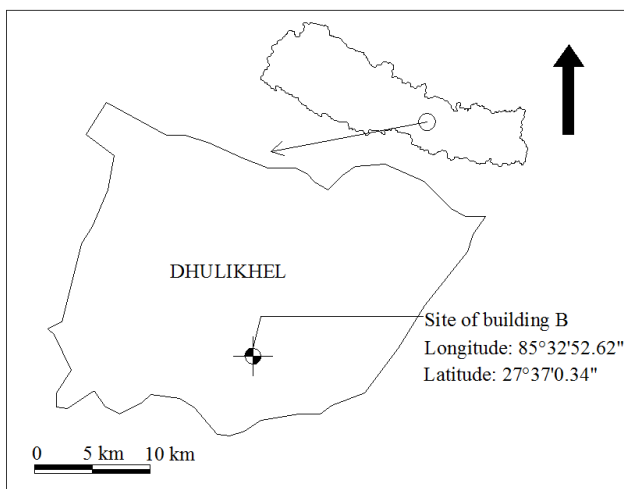 DHULIKHEL
Site of building B
Longitude: 85°32'52.62"
Latitude: 27°37'0.34"
0 5 km 10 km